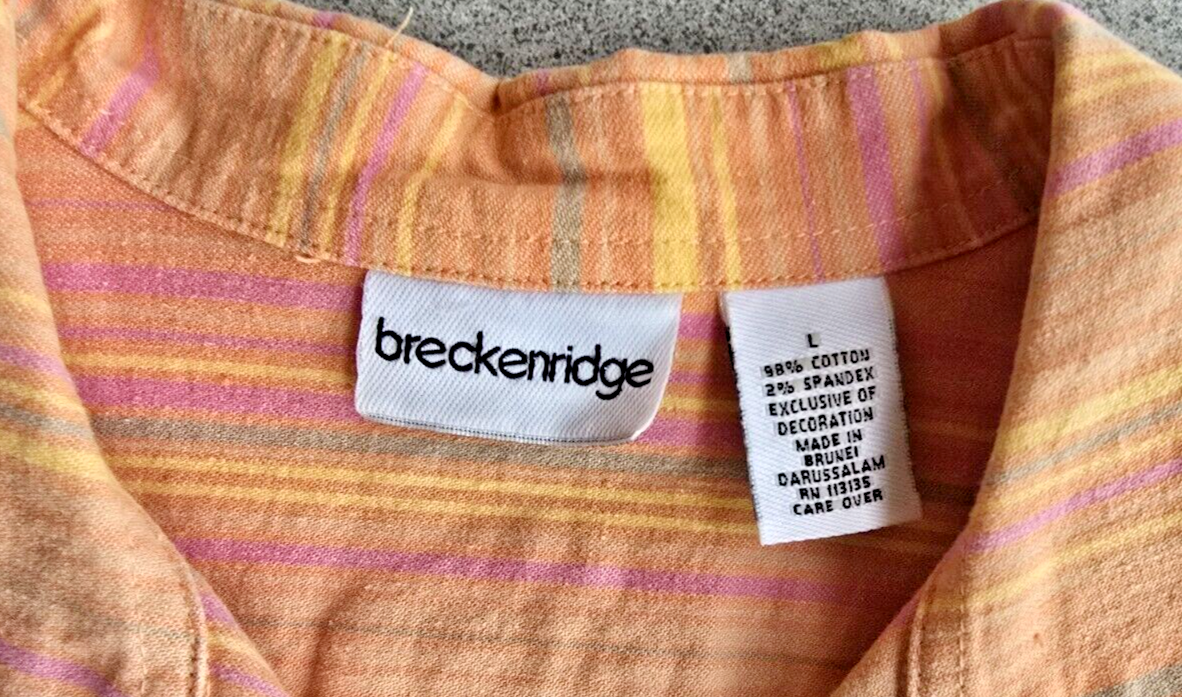 breckenridge
L
98% COTTON
2% SPANDEX
EXCLUSIVE OF
DECORATION
MADE IN
BRUNEI
DARUSSALAM
RN 113135
CARE OVER